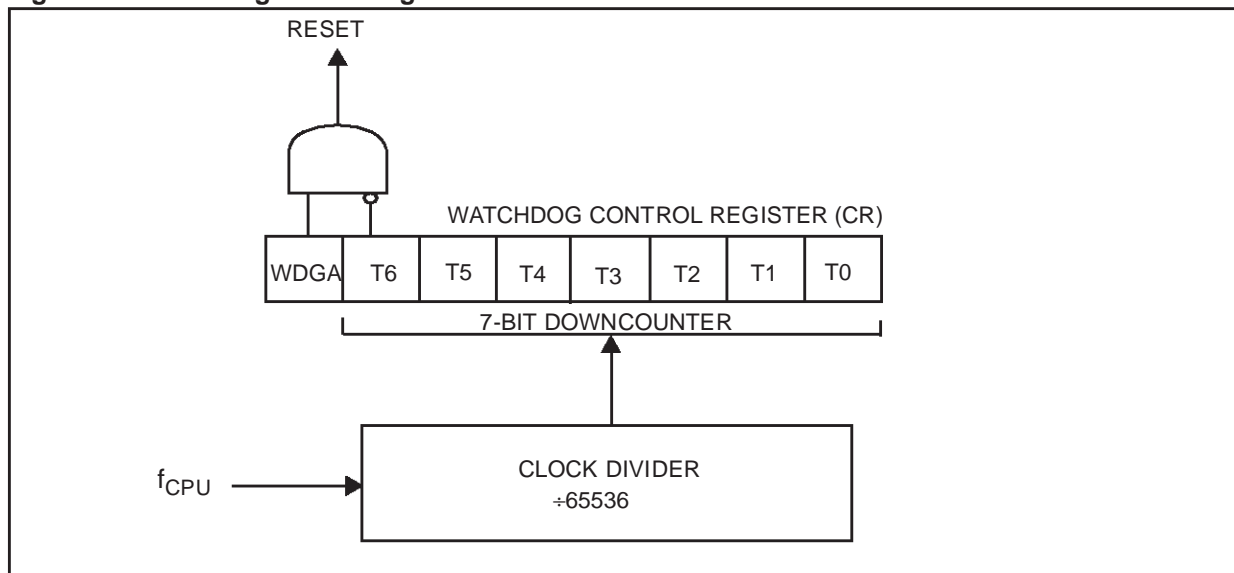 RESET
WATCHDOG CONTROL REGISTER (CR)
WDGA T6 T5 T4 T3 T2 T1 T0
7-BIT DOWNCOUNTER
fCPU
CLOCK DIVIDER
÷65536